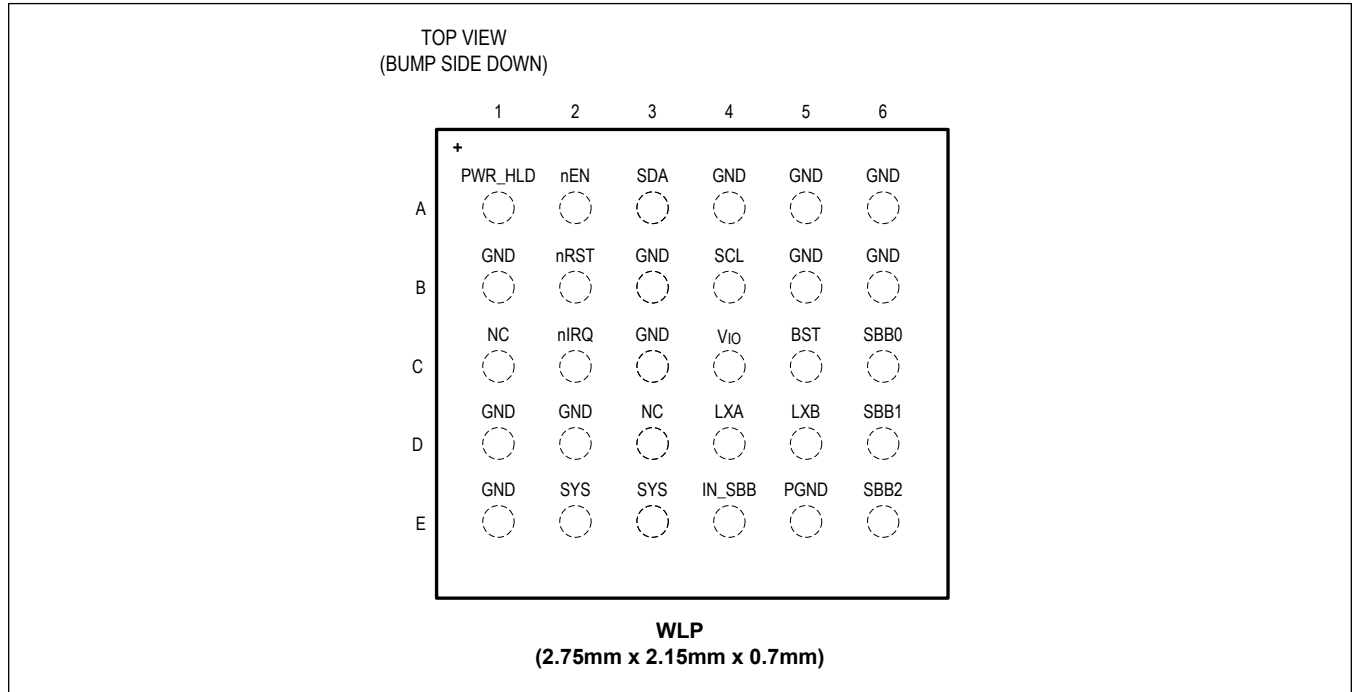 TOP VIEW
(BUMP SIDE DOWN)
1 2 3 4 5 6
+
PWR_HLD nEN SDA GND GND GND
A
GND nRST GND SCL GND GND
B
NC nIRQ GND VIO BST SBB0
C
GND GND NC LXA LXB SBB1
D
GND SYS SYS IN_SBB PGND SBB2
E
WLP
(2.75mm x 2.15mm x 0.7mm)